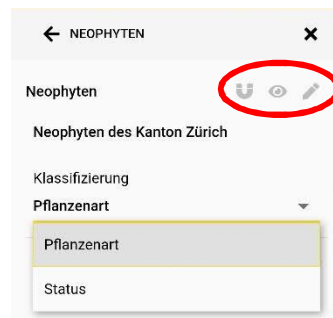 NEOPHYTEN
Neophyten
Neophyten des Kanton Zürich
Klassifizierung
Pflanzenart
Pflanzenart
Status